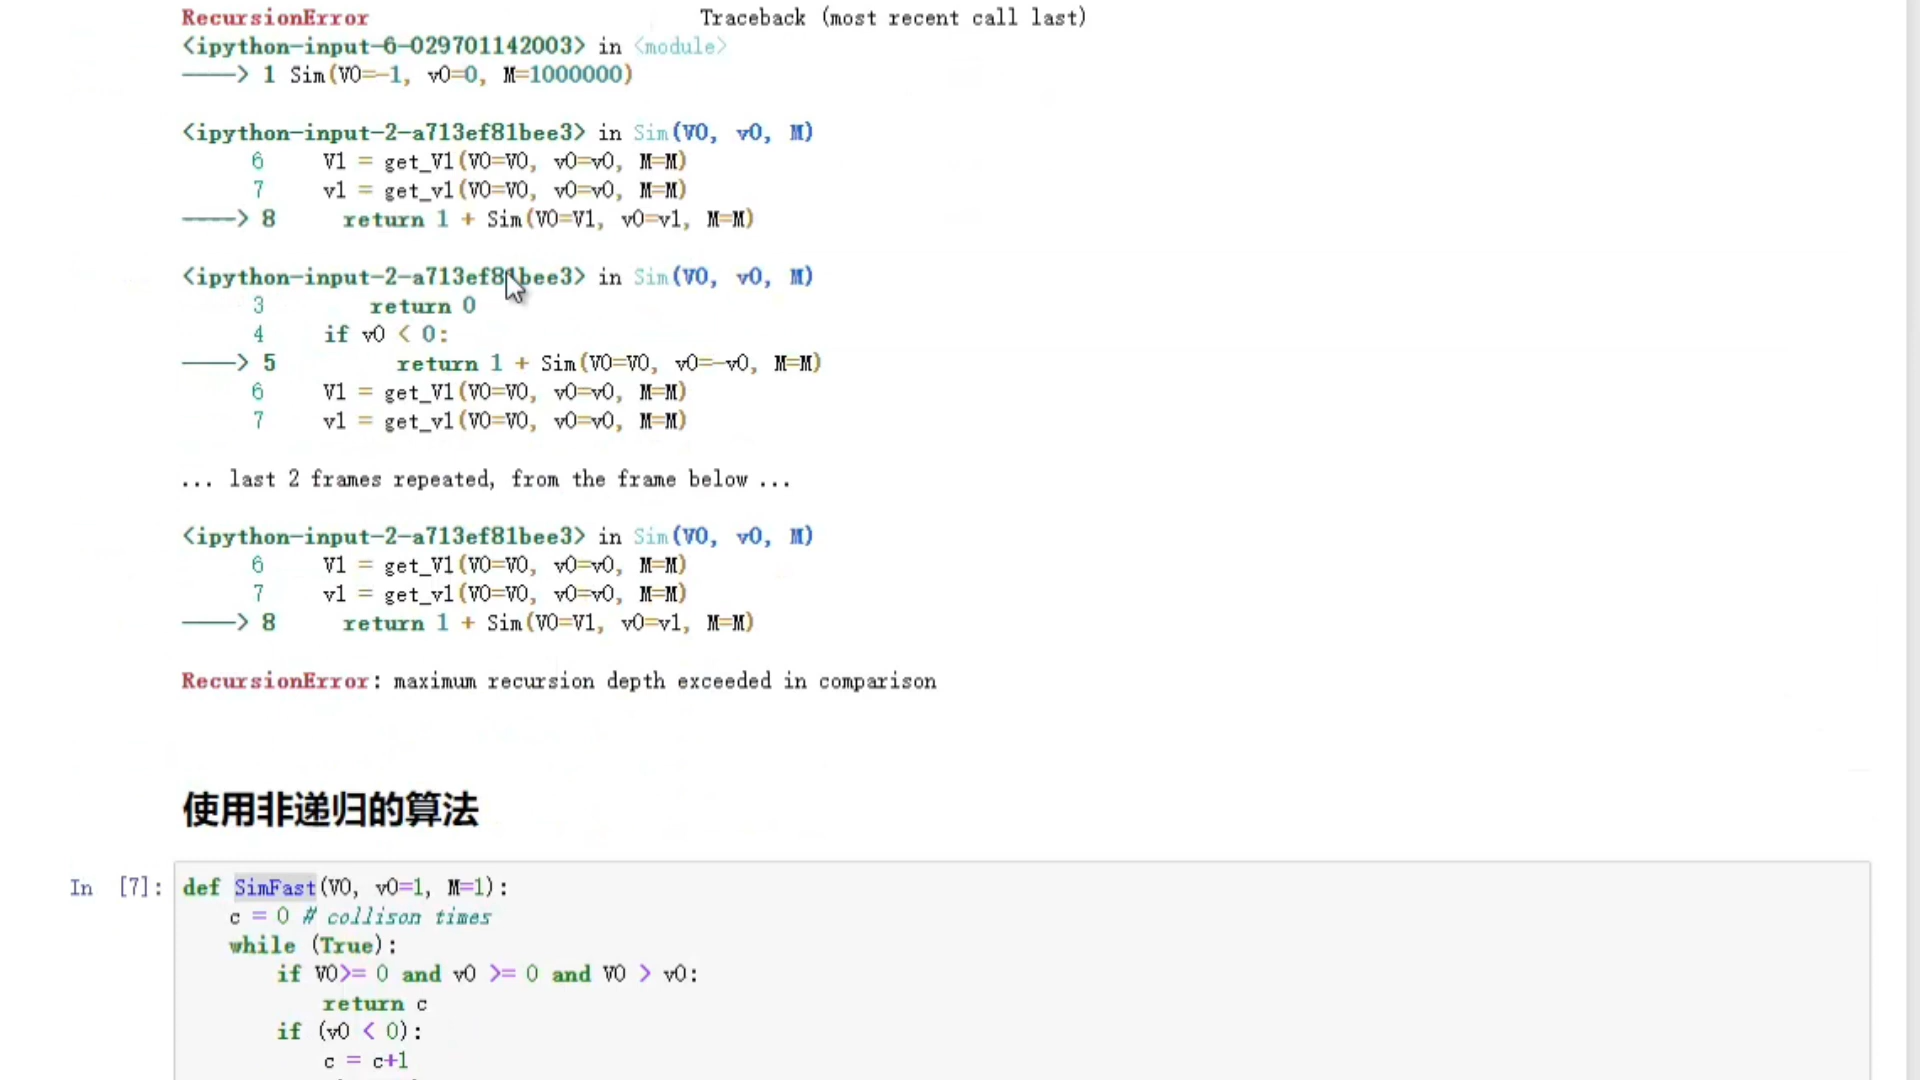 RecursionError Traceback (most recent call last)
<ipython-input-6-029701142003> in <module>
----> 1 Sim(V0=-1, v0=0, M=1000000)
<ipython-input-2-a713ef81bee3> in Sim(V0, v0, M)
6 V1 = get_V1(V0=V0, v0=v0, M=M)
7 v1 = get_v1(V0=V0, v0=v0, M=M)
----> 8 return 1 + Sim(V0=V1, v0=v1, M=M)
<ipython-input-2-a713ef81bee3> in Sim(V0, v0, M)
3 return 0
4 if v0 < 0:
----> 5 return 1 + Sim(V0=V0, v0=-v0, M=M)
6 V1 = get_V1(V0=V0, v0=v0, M=M)
7 v1 = get_v1(V0=V0, v0=v0, M=M)
... last 2 frames repeated, from the frame below ...
<ipython-input-2-a713ef81bee3> in Sim(V0, v0, M)
6 V1 = get_V1(V0=V0, v0=v0, M=M)
7 v1 = get_v1(V0=V0, v0=v0, M=M)
----> 8 return 1 + Sim(V0=V1, v0=v1, M=M)
RecursionError: maximum recursion depth exceeded in comparison
使用非递归的算法
In [7]: def SimFast(V0, v0=1, M=1):
c = 0 # collison times
while (True):
if V0>= 0 and v0 >= 0 and V0 > v0:
return c
if (v0 < 0):
c = c+1